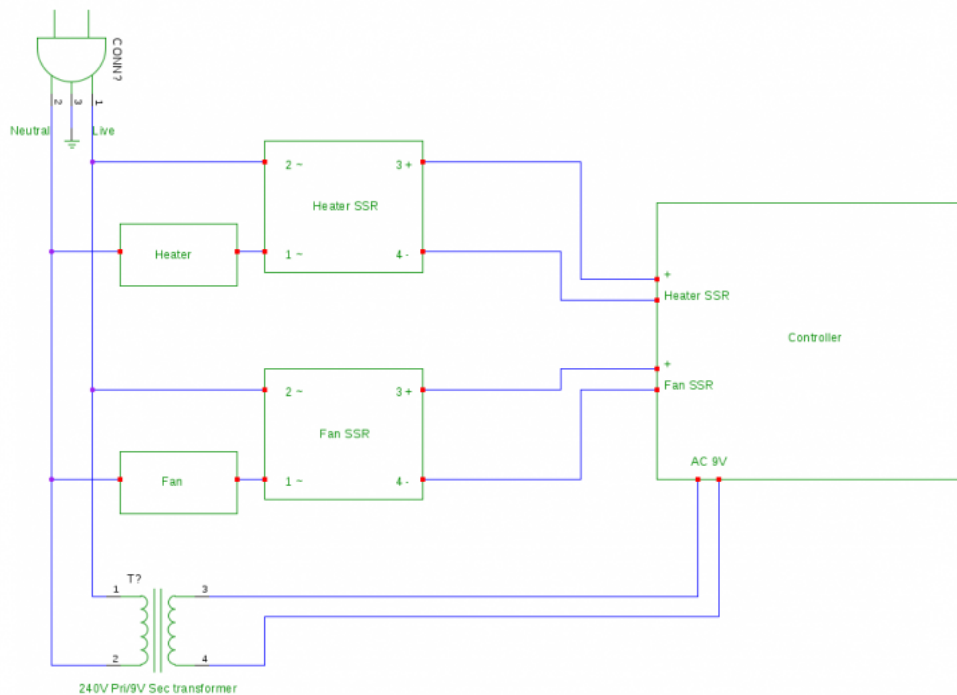 CONN?
2
3
1
Neutral
Live
2 ~
3 +
Heater SSR
Heater
1 ~
4 -
+
Heater SSR
Controller
+
Fan SSR
2 ~
3 +
Fan SSR
Fan
1 ~
4 -
AC 9V
T?
1
3
2
4
240V Pri/9V Sec transformer